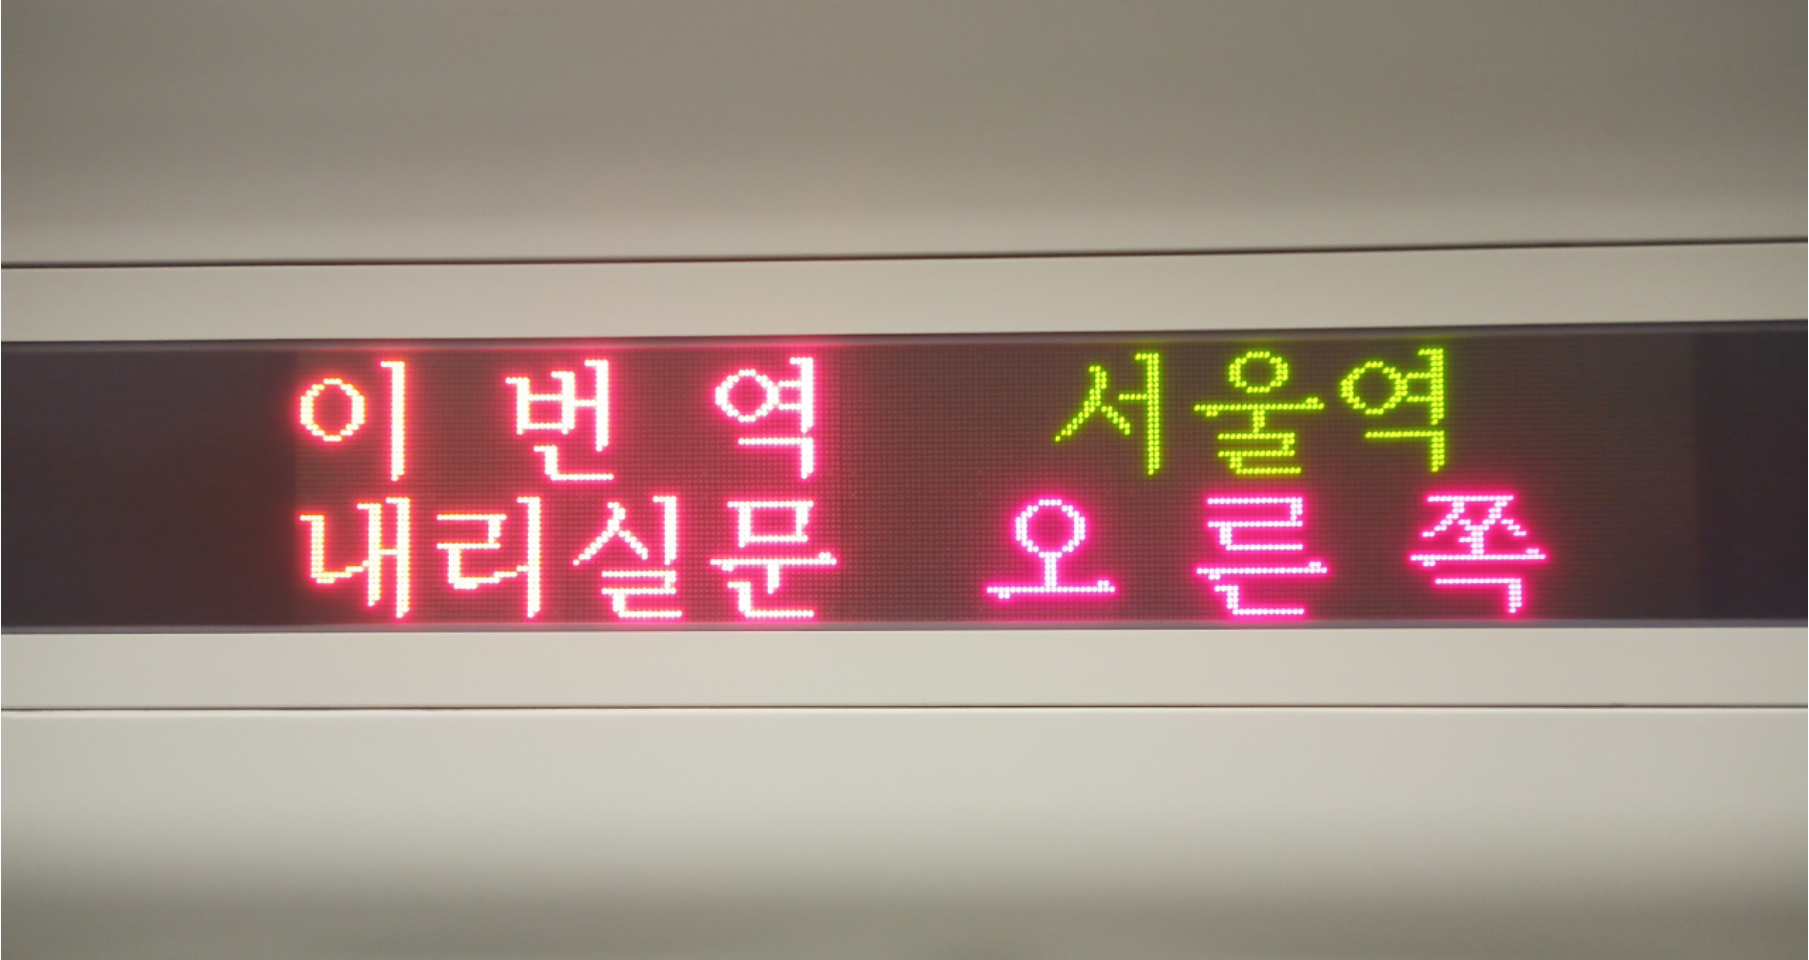 이 번 역 서울역
내리실문 오 른 쪽